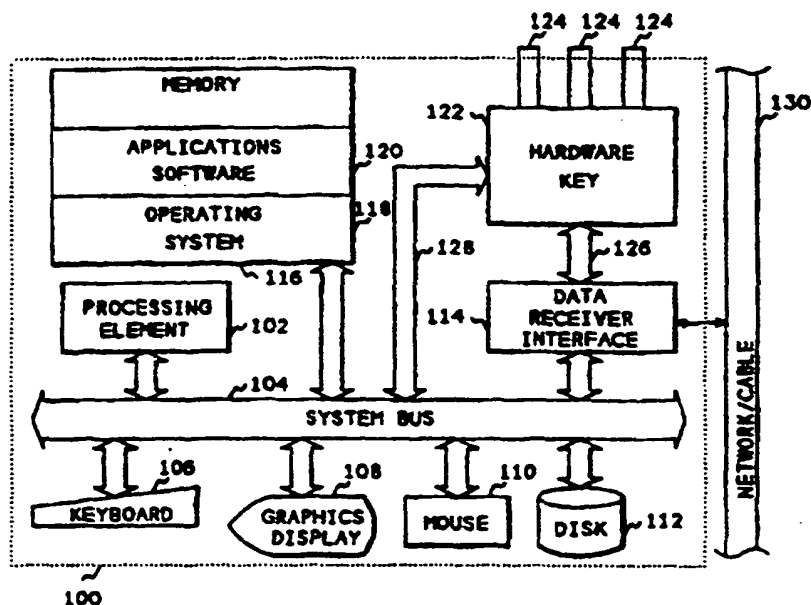 124 124 124
130
MEMORY
122
APPLICATIONS
SOFTWARE
120
HARDWARE
KEY
OPERATING
SYSTEM
118
116
128
126
PROCESSING
ELEMENT
102
114
DATA
RECEIVER
INTERFACE
104
SYSTEM BUS
NETWORK/CABLE
106
KEYBOARD
108
GRAPHICS
DISPLAY
110
MOUSE
DISK
112
100